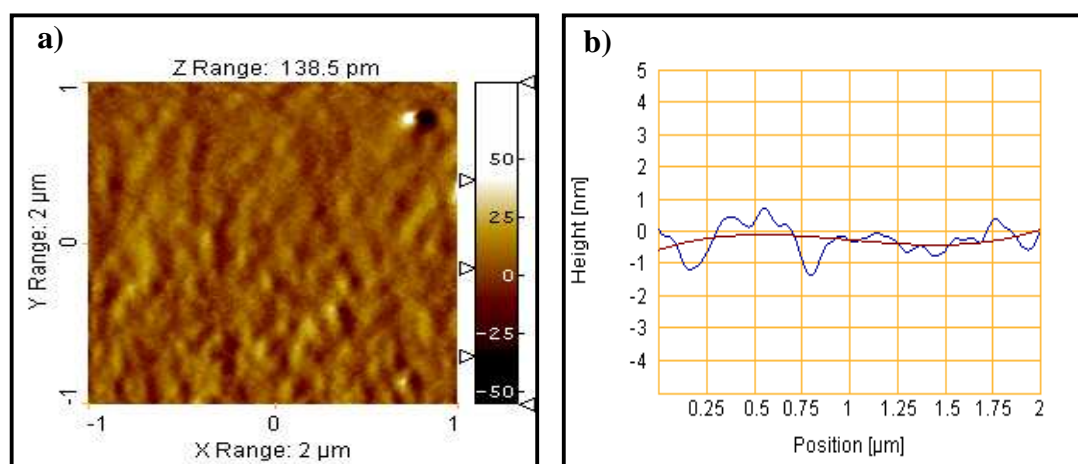 a)
Z Range: 138.5 pm
1
0
-1
Y Range: 2 µm
-1 0 1
X Range: 2 µm
50
25
0
-25
-50
b)
5
4
3
2
1
0
-1
-2
-3
-4
Height [nm]
0.25 0.5 0.75 1 1.25 1.5 1.75 2
Position [µm]